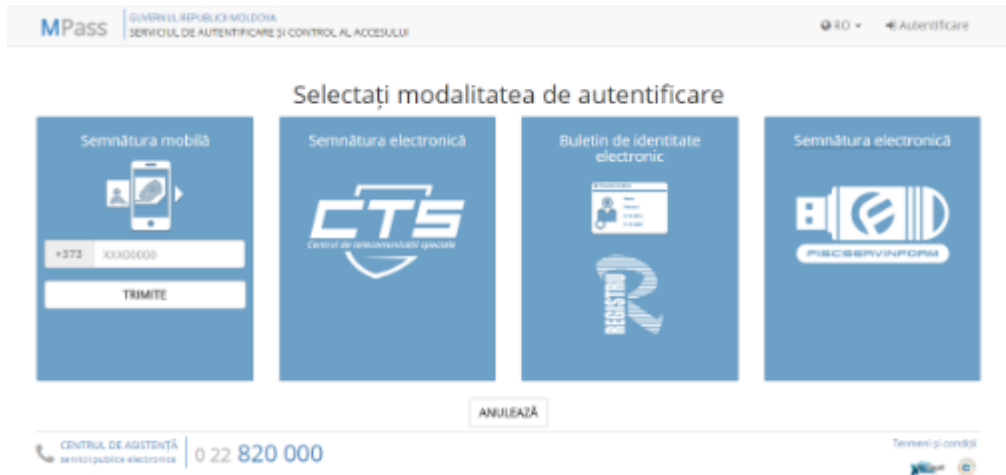 MPass
GUVERNUL REPUBLICII MOLDOVA
SERVICIUL DE AUTENTIFICARE ȘI CONTROL AL ACCESULUI
RO
Autentificare
Selectați modalitatea de autentificare
Semnătura mobilă
+373 XXX00000
TRIMITE
Semnătura electronică
CTS
Centrul de telecomunicații speciale
Buletin de identitate
electronic
REGISTRU
R
Semnătura electronică
FISCSERVINFORM
ANULEAZĂ
CENTRUL DE ASISTENȚĂ
servicii publice electronice
0 22 820 000
Termeni și condiții